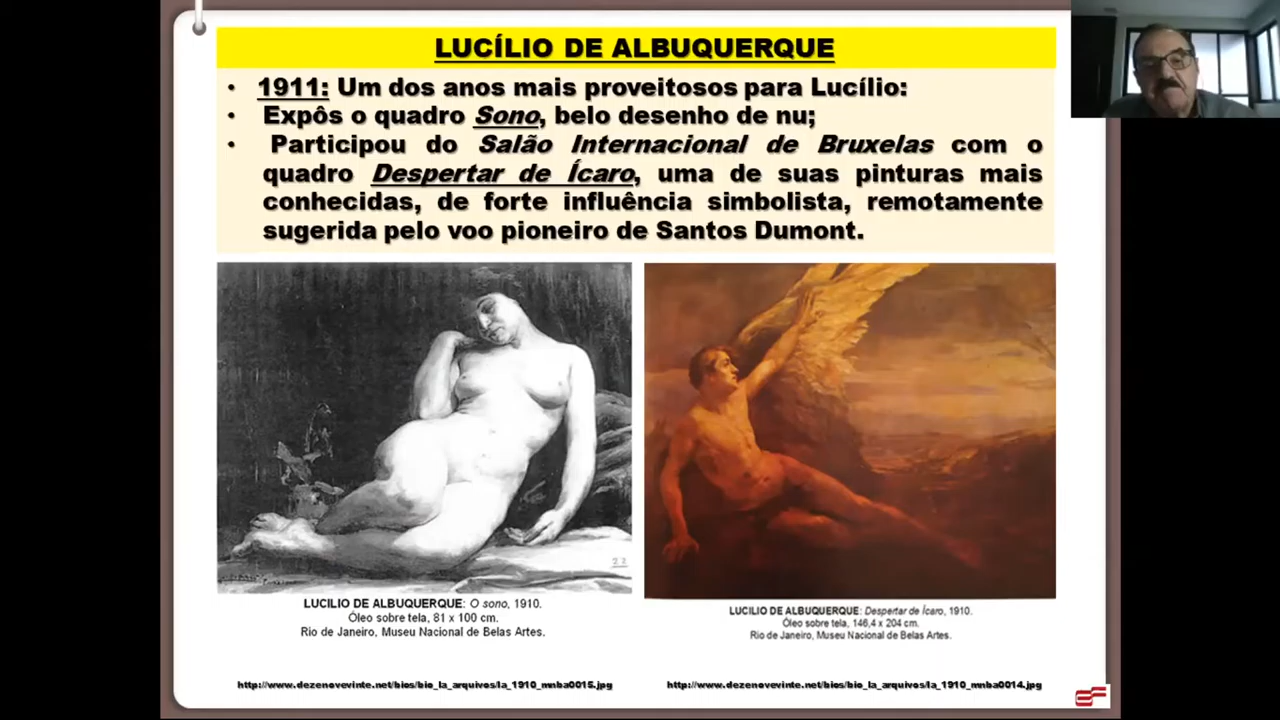 LUCÍLIO DE ALBUQUERQUE
• 1911: Um dos anos mais proveitosos para Lucílio:
• Expôs o quadro Sono, belo desenho de nu;
• Participou do Salão Internacional de Bruxelas com o
quadro Despertar de Ícaro, uma de suas pinturas mais
conhecidas, de forte influência simbolista, remotamente
sugerida pelo voo pioneiro de Santos Dumont.
LUCILIO DE ALBUQUERQUE: O sono, 1910.
Óleo sobre tela, 81 x 100 cm.
Rio de Janeiro, Museu Nacional de Belas Artes.
LUCILIO DE ALBUQUERQUE: Despertar de Ícaro, 1910.
Óleo sobre tela, 146,4 x 204 cm.
Rio de Janeiro, Museu Nacional de Belas Artes.
http://www.dezenovevinte.net/bios/bio_la_arquivos/la_1910_mnba0015.jpg
http://www.dezenovevinte.net/bios/bio_la_arquivos/la_1910_mnba0014.jpg